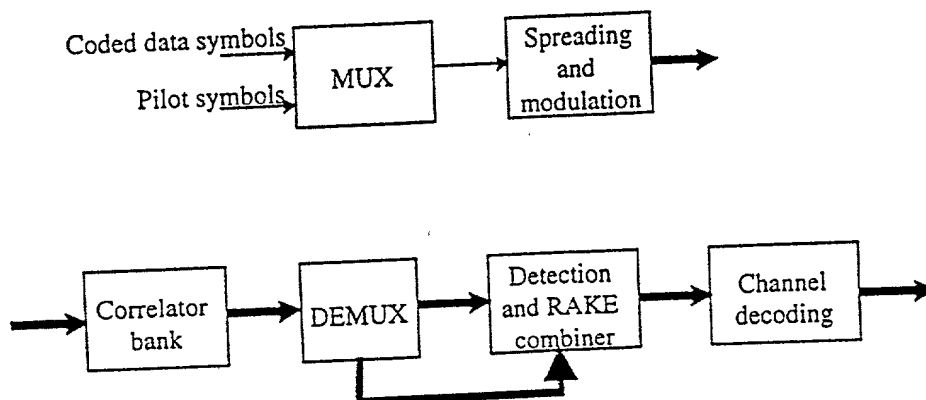 Coded data symbols
Pilot symbols
MUX
Spreading
and
modulation
Correlator
bank
DEMUX
Detection
and RAKE
combiner
Channel
decoding